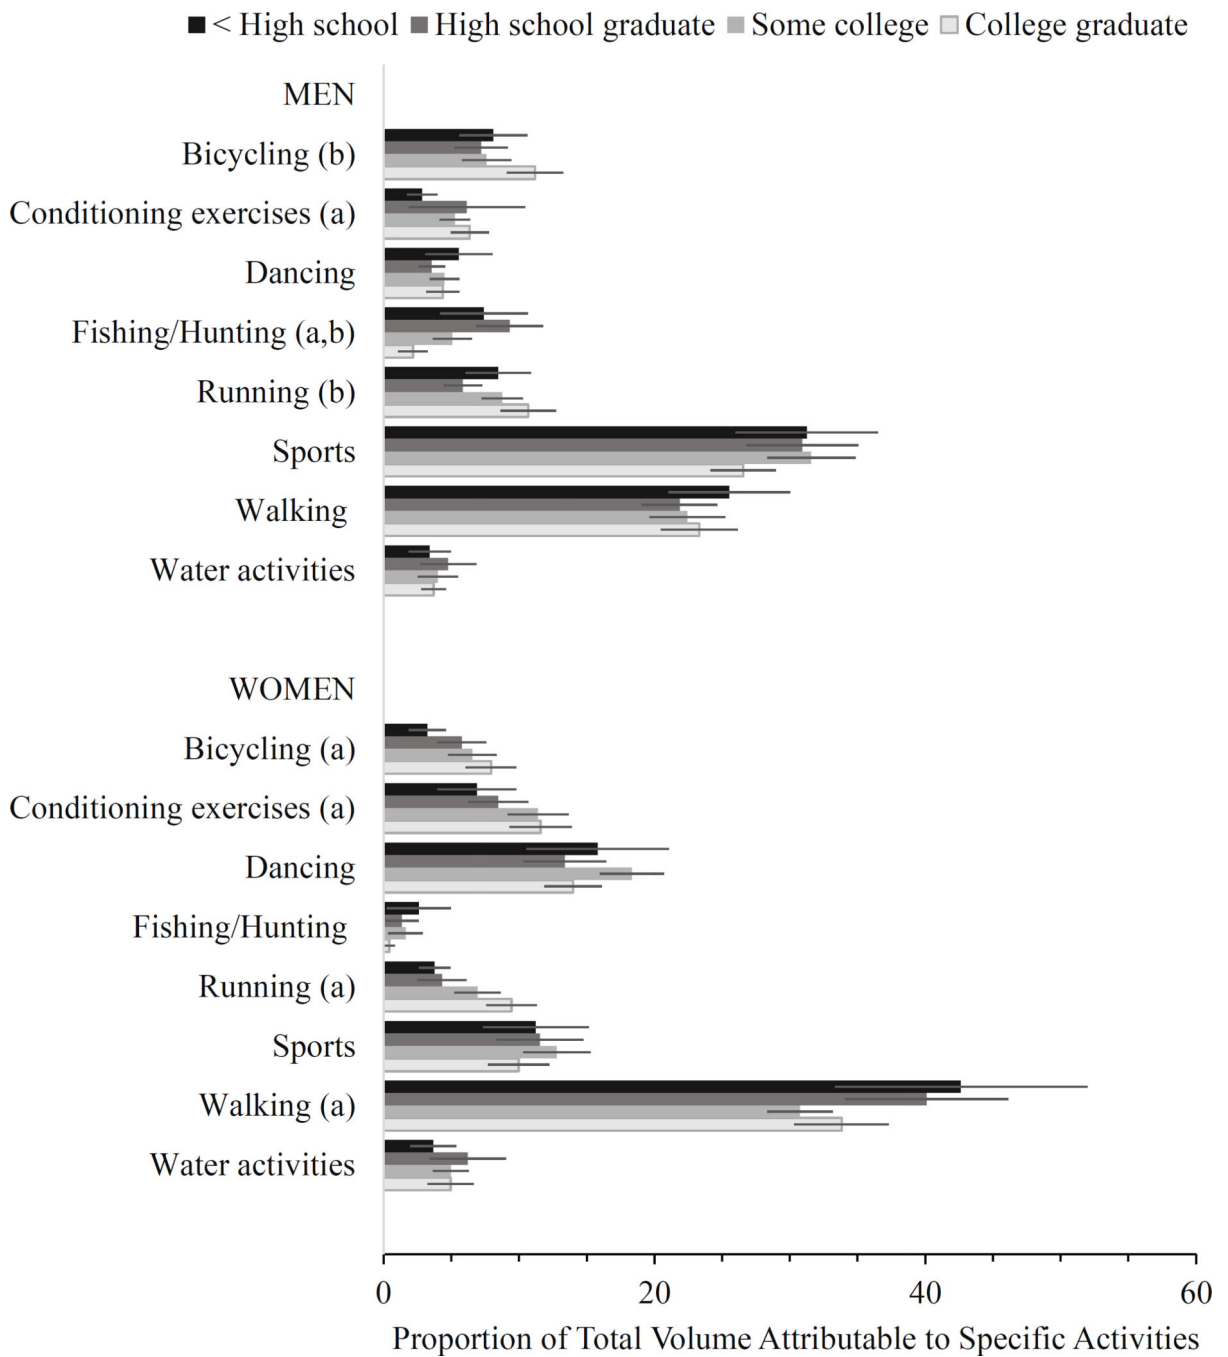 < High school High school graduate Some college College graduate
MEN
Bicycling (b)
Conditioning exercises (a)
Dancing
Fishing/Hunting (a,b)
Running (b)
Sports
Walking
Water activities
WOMEN
Bicycling (a)
Conditioning exercises (a)
Dancing
Fishing/Hunting
Running (a)
Sports
Walking (a)
Water activities
0 20 40 60
Proportion of Total Volume Attributable to Specific Activities